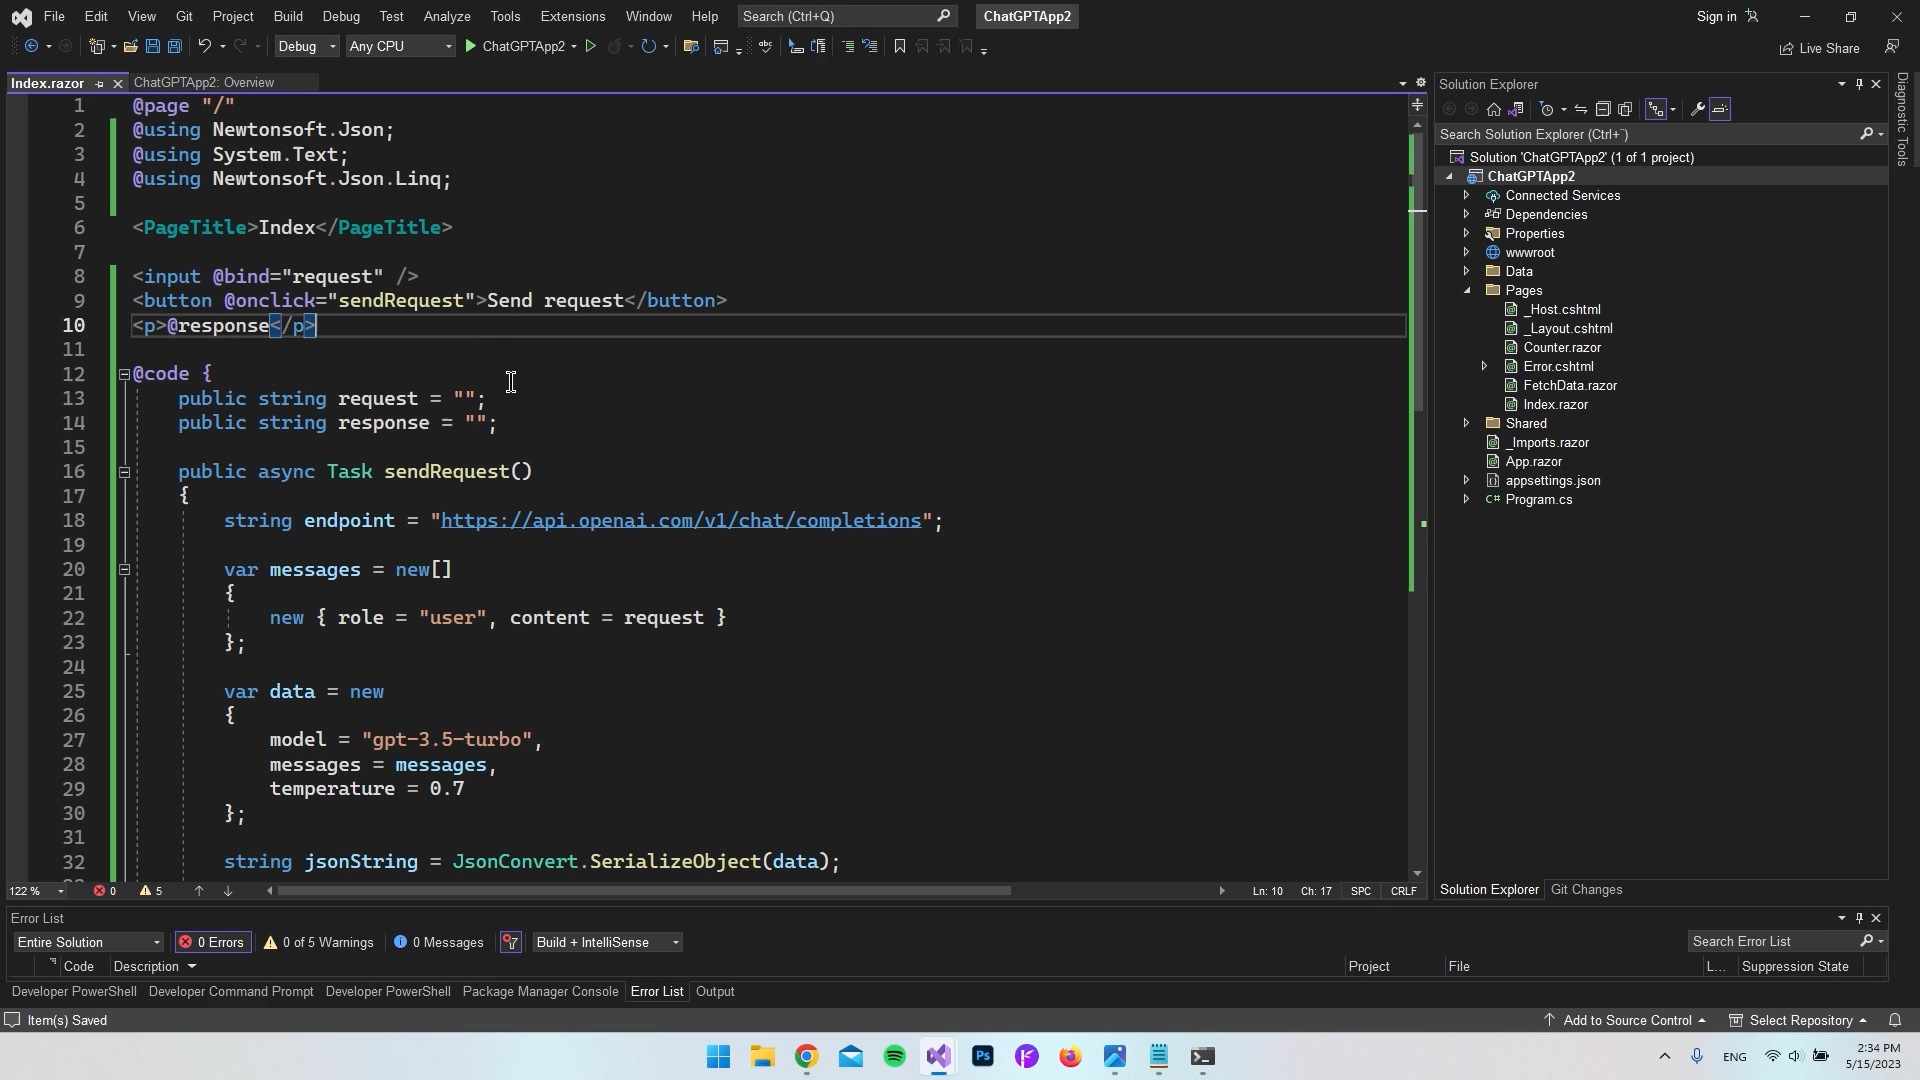 File Edit View Git Project Build Debug Test Analyze Tools Extensions Window Help Search (Ctrl+Q) ChatGPTApp2 Sign in
Debug Any CPU ChatGPTApp2 Live Share
Index.razor ChatGPTApp2: Overview
1 @page "/"
2 @using Newtonsoft.Json;
3 @using System.Text;
4 @using Newtonsoft.Json.Linq;
5
6 <PageTitle>Index</PageTitle>
7
8 <input @bind="request" />
9 <button @onclick="sendRequest">Send request</button>
10 <p>@response</p>
11
12 @code {
13 public string request = "";
14 public string response = "";
15
16 public async Task sendRequest()
17 {
18 string endpoint = "https://api.openai.com/v1/chat/completions";
19
20 var messages = new[]
21 {
22 new { role = "user", content = request }
23 };
24
25 var data = new
26 {
27 model = "gpt-3.5-turbo",
28 messages = messages,
29 temperature = 0.7
30 };
31
32 string jsonString = JsonConvert.SerializeObject(data);
122 % 0 5 Ln: 10 Ch: 17 SPC CRLF
Solution Explorer
Search Solution Explorer (Ctrl+¨)
Solution 'ChatGPTApp2' (1 of 1 project)
ChatGPTApp2
Connected Services
Dependencies
Properties
wwwroot
Data
Pages
_Host.cshtml
_Layout.cshtml
Counter.razor
Error.cshtml
FetchData.razor
Index.razor
Shared
_Imports.razor
App.razor
appsettings.json
Program.cs
Solution Explorer Git Changes
Diagnostic Tools
Error List
Entire Solution 0 Errors 0 of 5 Warnings 0 Messages Build + IntelliSense Search Error List
Code Description Project File L... Suppression State
Developer PowerShell Developer Command Prompt Developer PowerShell Package Manager Console Error List Output
Item(s) Saved Add to Source Control Select Repository
Ps ENG 2:34 PM
5/15/2023